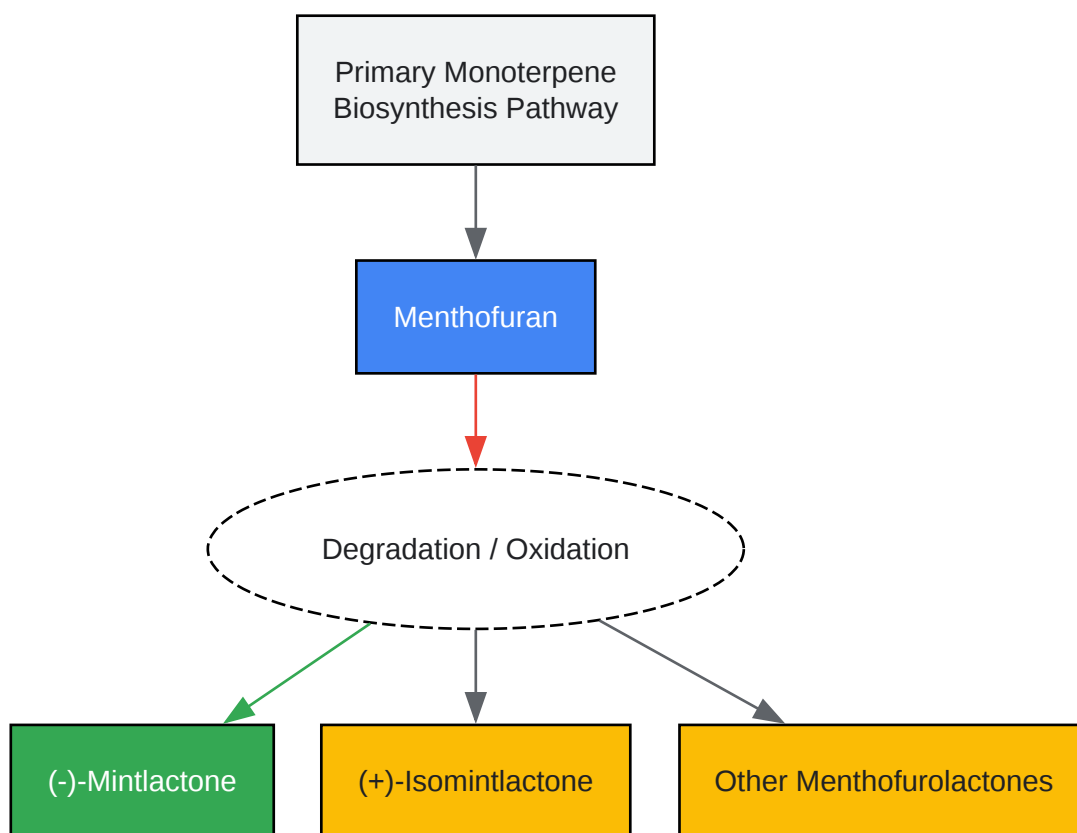 Primary Monoterpene
Biosynthesis Pathway
Menthofuran
Degradation / Oxidation
(-)-Mintlactone
(+)-Isomintlactone
Other Menthofurolactones